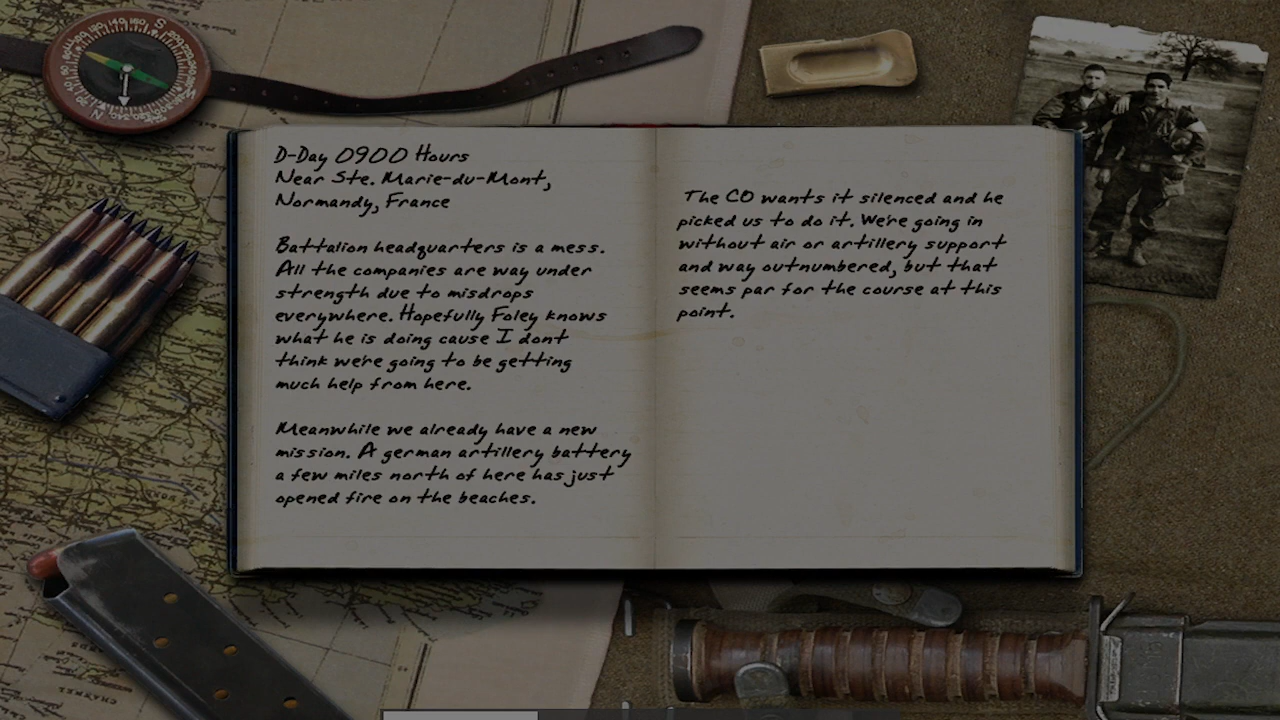 D-Day 0900 Hours
Near Ste. Marie-du-Mont,
Normandy, France
Battalion headquarters is a mess.
All the companies are way under
strength due to misdrops
everywhere. Hopefully Foley knows
what he is doing cause I dont
think we're going to be getting
much help from here.
Meanwhile we already have a new
mission. A german artillery battery
a few miles north of here has just
opened fire on the beaches.
The CO wants it silenced and he
picked us to do it. We're going in
without air or artillery support
and way outnumbered, but that
seems par for the course at this
point.